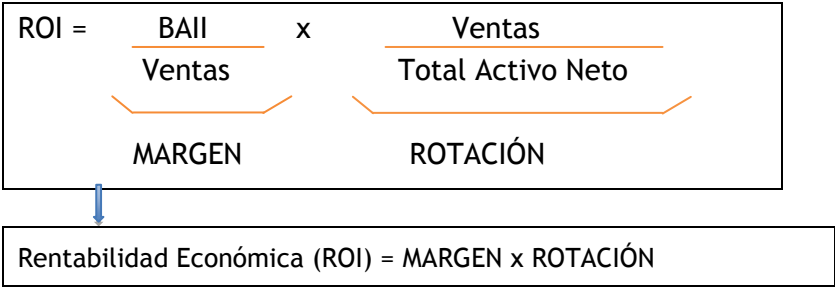 ROI = BAII x Ventas
Ventas Total Activo Neto
MARGEN ROTACIÓN
Rentabilidad Económica (ROI) = MARGEN x ROTACIÓN